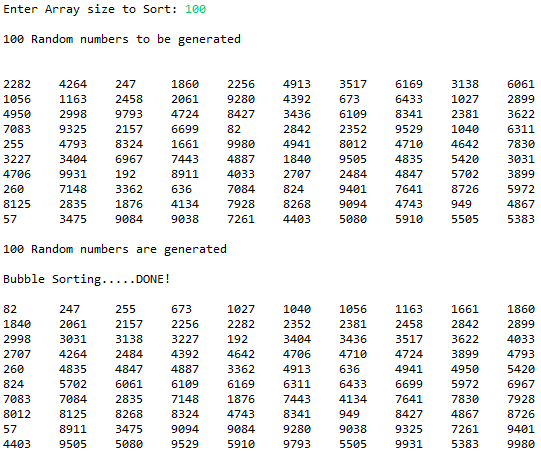 Enter Array size to Sort: 100
100 Random numbers to be generated
2282 4264 247 1860 2256 4913 3517 6169 3138 6061
1056 1163 2458 2061 9280 4392 673 6433 1027 2899
4950 2998 9793 4724 8427 3436 6109 8341 2381 3622
7083 9325 2157 6699 82 2842 2352 9529 1040 6311
255 4793 8324 1661 9980 4941 8012 4710 4642 7830
3227 3404 6967 7443 4887 1840 9505 4835 5420 3031
4706 9931 192 8911 4033 2707 2484 4847 5702 3899
260 7148 3362 636 7084 824 9401 7641 8726 5972
8125 2835 1876 4134 7928 8268 9094 4743 949 4867
57 3475 9084 9038 7261 4403 5080 5910 5505 5383
100 Random numbers are generated
Bubble Sorting.....DONE!
82 247 255 673 1027 1040 1056 1163 1661 1860
1840 2061 2157 2256 2282 2352 2381 2458 2842 2899
2998 3031 3138 3227 192 3404 3436 3517 3622 4033
2707 4264 2484 4392 4642 4706 4710 4724 3899 4793
260 4835 4847 4887 3362 4913 636 4941 4950 5420
824 5702 6061 6109 6169 6311 6433 6699 5972 6967
7083 7084 2835 7148 1876 7443 4134 7641 7830 7928
8012 8125 8268 8324 4743 8341 949 8427 4867 8726
57 8911 3475 9094 9084 9280 9038 9325 7261 9401
4403 9505 5080 9529 5910 9793 5505 9931 5383 9980